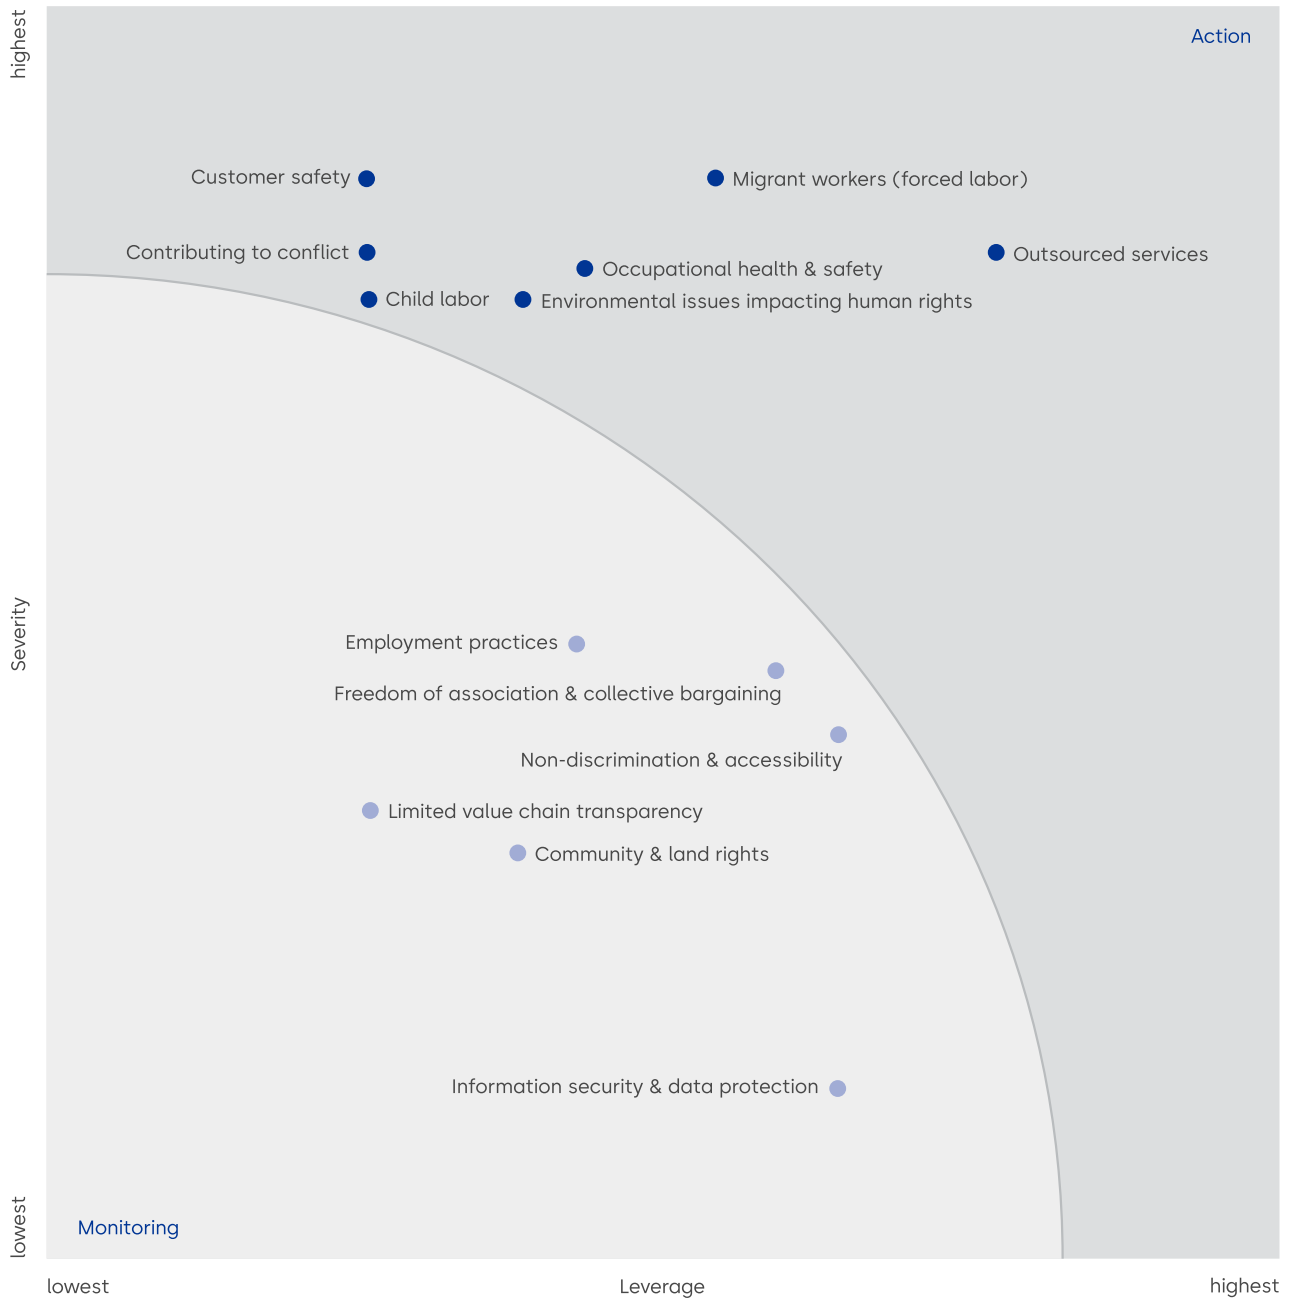 highest
Action
Customer safety
Migrant workers (forced labor)
Contributing to conflict
Outsourced services
Occupational health & safety
Child labor
Environmental issues impacting human rights
Severity
Employment practices
Freedom of association & collective bargaining
Non-discrimination & accessibility
Limited value chain transparency
Community & land rights
Information security & data protection
lowest
Monitoring
lowest
Leverage
highest